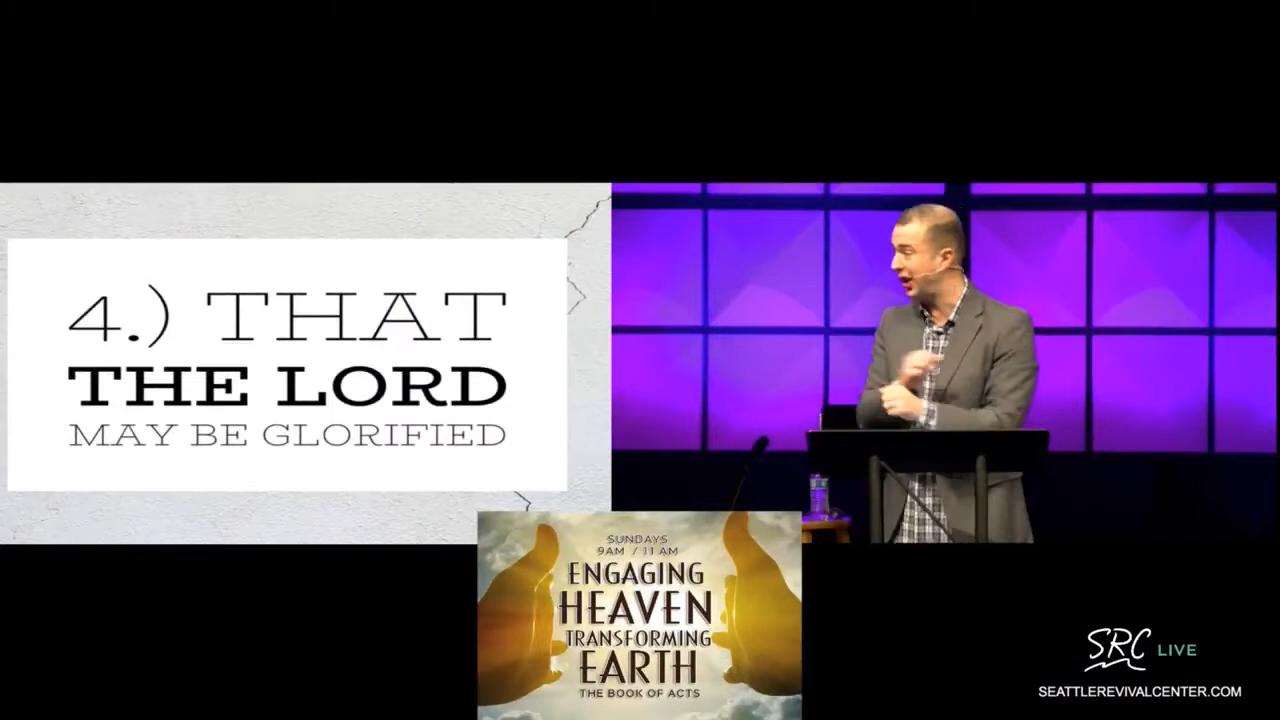 4.) THAT
THE LORD
MAY BE GLORIFIED
SUNDAYS
9AM / 11 AM
ENGAGING
HEAVEN
TRANSFORMING
EARTH
THE BOOK OF ACTS
SRC LIVE
SEATTLEREVIVALCENTER.COM